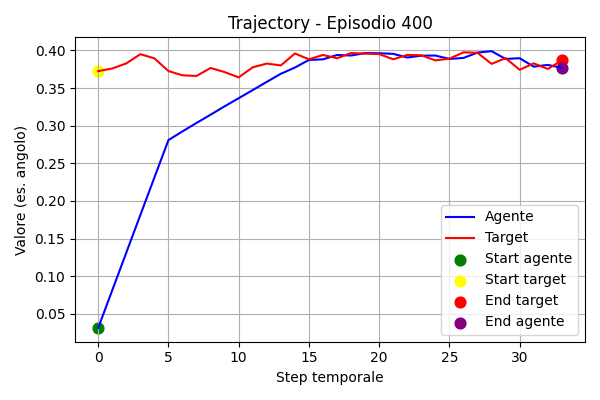 Trajectory - Episodio 400
Valore (es. angolo)
0.40
0.35
0.30
0.25
0.20
0.15
0.10
0.05
0
5
10
15
20
25
30
Step temporale
Agente
Target
Start agente
Start target
End target
End agente